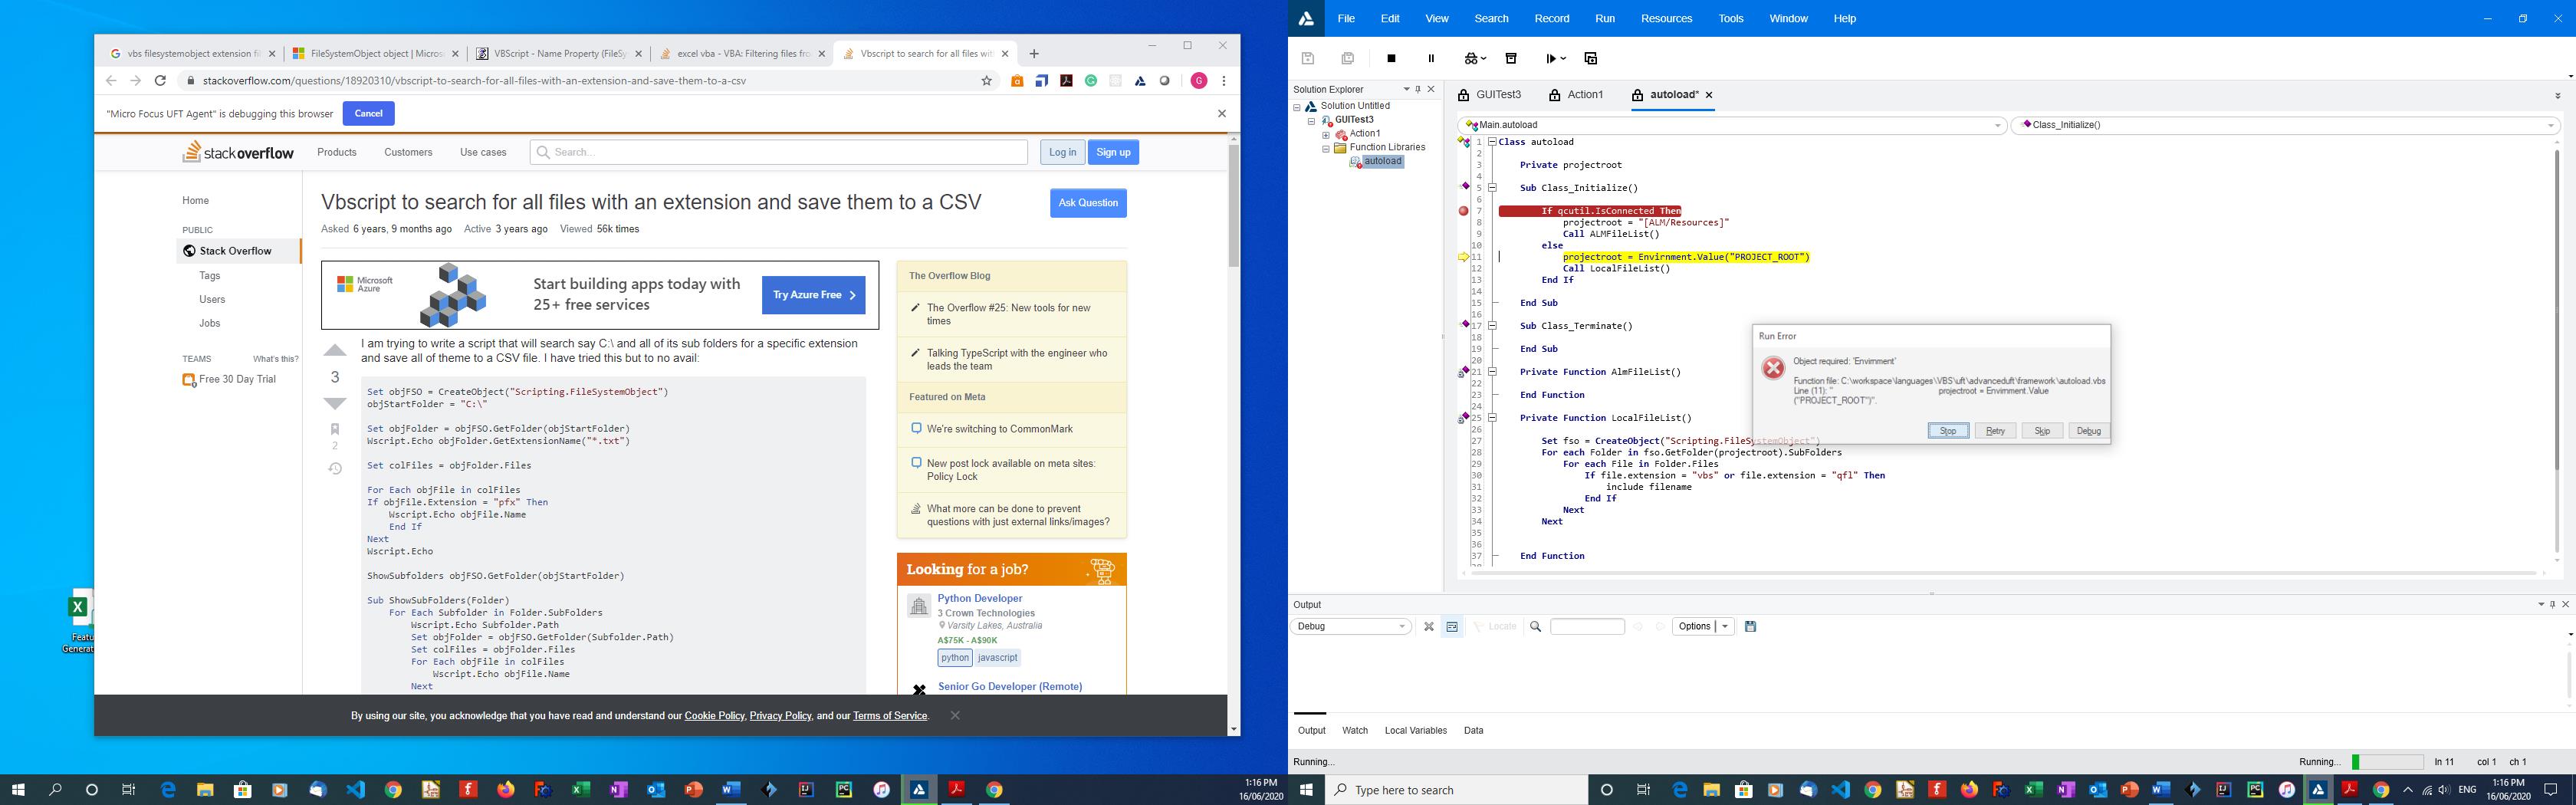 vbs filesystemobject extension fil
FileSystemObject object | Micros
VBScript - Name Property (FileSy
excel vba - VBA: Filtering files fro
Vbscript to search for all files wit
stackoverflow.com/questions/18920310/vbscript-to-search-for-all-files-with-an-extension-and-save-them-to-a-csv
"Micro Focus UFT Agent" is debugging this browser
Cancel
stackoverflow
Products
Customers
Use cases
Search...
Log in
Sign up
Home
PUBLIC
Stack Overflow
Tags
Users
Jobs
TEAMS
What's this?
Free 30 Day Trial
Vbscript to search for all files with an extension and save them to a CSV
Ask Question
Asked 6 years, 9 months ago Active 3 years ago Viewed 56k times
Microsoft Azure
Start building apps today with
25+ free services
Try Azure Free
3
2
I am trying to write a script that will search say C:\ and all of its sub folders for a specific extension
and save all of theme to a CSV file. I have tried this but to no avail:
Set objFSO = CreateObject("Scripting.FileSystemObject")
objStartFolder = "C:\"
Set objFolder = objFSO.GetFolder(objStartFolder)
Wscript.Echo objFolder.GetExtensionName("*.txt")
Set colFiles = objFolder.Files
For Each objFile in colFiles
If objFile.Extension = "pfx" Then
Wscript.Echo objFile.Name
End If
Next
Wscript.Echo
ShowSubfolders objFSO.GetFolder(objStartFolder)
Sub ShowSubFolders(Folder)
For Each Subfolder in Folder.SubFolders
Wscript.Echo Subfolder.Path
Set objFolder = objFSO.GetFolder(Subfolder.Path)
Set colFiles = objFolder.Files
For Each objFile in colFiles
Wscript.Echo objFile.Name
Next
The Overflow Blog
The Overflow #25: New tools for new
times
Talking TypeScript with the engineer who
leads the team
Featured on Meta
We're switching to CommonMark
New post lock available on meta sites:
Policy Lock
What more can be done to prevent
questions with just external links/images?
Looking for a job?
Python Developer
3 Crown Technologies
Varsity Lakes, Australia
A$75K - A$90K
python javascript
Senior Go Developer (Remote)
By using our site, you acknowledge that you have read and understand our Cookie Policy, Privacy Policy, and our Terms of Service.
Featu
Generat
1:16 PM
16/06/2020
File Edit View Search Record Run Resources Tools Window Help
Solution Explorer
Solution Untitled
GUITest3
Action1
Function Libraries
autoload
GUITest3
Action1
autoload*
Main.autoload
Class_Initialize()
1 Class autoload
2
3 Private projectroot
4
5 Sub Class_Initialize()
6
7 If qcutil.IsConnected Then
8 projectroot = "[ALM/Resources]"
9 Call ALMFileList()
10 else
11 projectroot = Envirnment.Value("PROJECT_ROOT")
12 Call LocalFileList()
13 End If
14
15 End Sub
16
17 Sub Class_Terminate()
18
19 End Sub
20
21 Private Function AlmFileList()
22
23 End Function
24
25 Private Function LocalFileList()
26
27 Set fso = CreateObject("Scripting.FileSystemObject")
28 For each Folder in fso.GetFolder(projectroot).SubFolders
29 For each File in Folder.Files
30 If file.extension = "vbs" or file.extension = "qfl" Then
31 include filename
32 End If
33 Next
34 Next
35
36
37 End Function
Run Error
Object required: 'Envirnment'
Function file: C:\workspace\languages\VBS\uft\advanceduft\framework\autoload.vbs
Line (11): " projectroot = Envirnment.Value
("PROJECT_ROOT")".
Stop Retry Skip Debug
Output
Debug
Locate
Options
Output Watch Local Variables Data
Running...
Running...
ln 11 col 1 ch 1
Type here to search
ENG
1:16 PM
16/06/2020